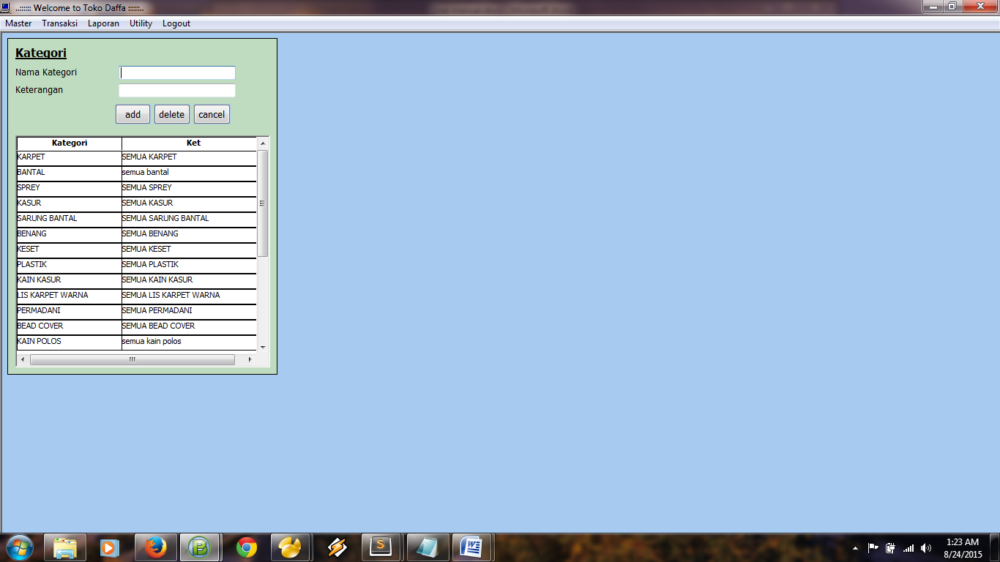 ..:::::: Welcome to Toko Daffa ::::::..
Master Transaksi Laporan Utility Logout
Kategori
Nama Kategori
Keterangan
add delete cancel
Kategori Ket
KARPET SEMUA KARPET
BANTAL semua bantal
SPREY SEMUA SPREY
KASUR SEMUA KASUR
SARUNG BANTAL SEMUA SARUNG BANTAL
BENANG SEMUA BENANG
KESET SEMUA KESET
PLASTIK SEMUA PLASTIK
KAIN KASUR SEMUA KAIN KASUR
LIS KARPET WARNA SEMUA LIS KARPET WARNA
PERMADANI SEMUA PERMADANI
BEAD COVER SEMUA BEAD COVER
KAIN POLOS semua kain polos
1:23 AM
8/24/2015